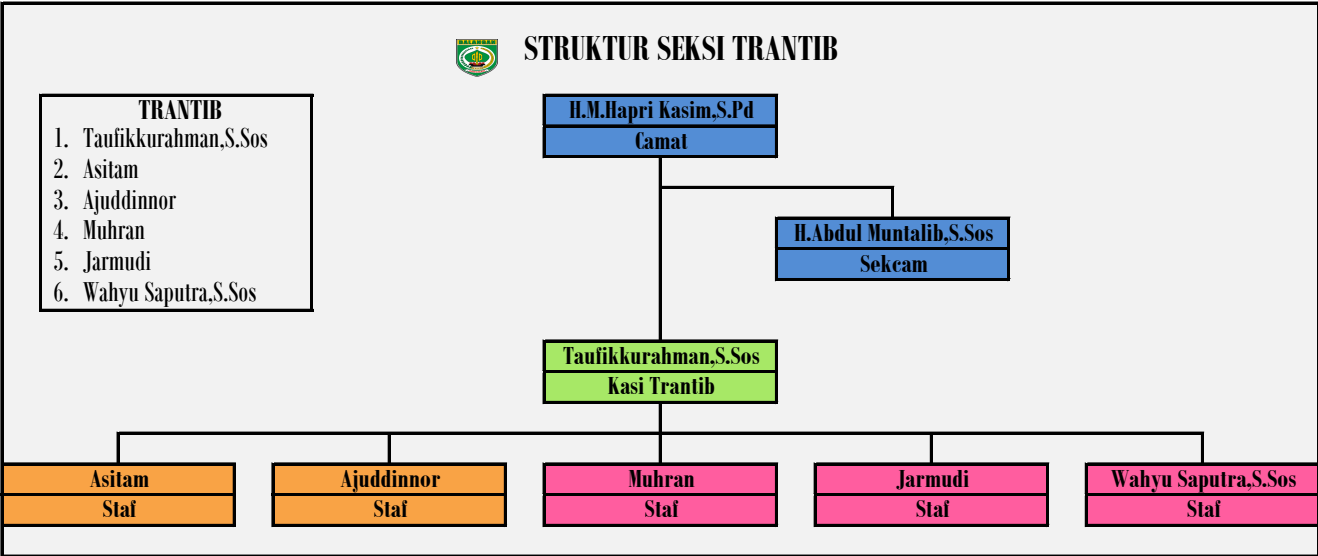 STRUKTUR SEKSI TRANTIB
TRANTIB
1. Taufikkurahman,S.Sos
2. Asitam
3. Ajuddinnor
4. Muhran
5. Jarmudi
6. Wahyu Saputra,S.Sos
H.M.Hapri Kasim,S.Pd
Camat
H.Abdul Muntalib,S.Sos
Sekcam
Taufikkurahman,S.Sos
Kasi Trantib
Asitam
Staf
Ajuddinnor
Staf
Muhran
Staf
Jarmudi
Staf
Wahyu Saputra,S.Sos
Staf